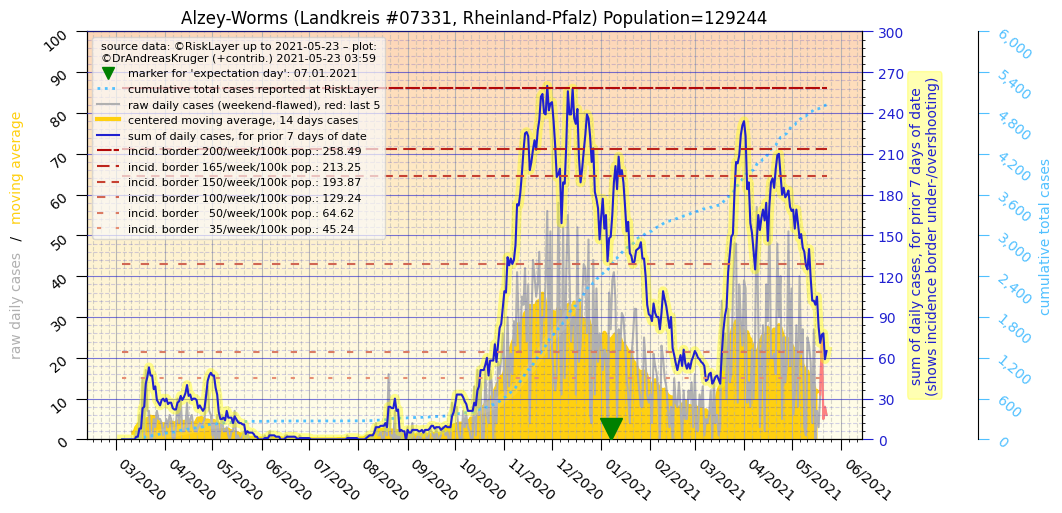 Alzey-Worms (Landkreis #07331, Rheinland-Pfalz) Population=129244
source data: ©RiskLayer up to 2021-05-23 – plot:
©DrAndreasKruger (+contrib.) 2021-05-23 03:59
marker for 'expectation day': 07.01.2021
cumulative total cases reported at RiskLayer
raw daily cases (weekend-flawed), red: last 5
centered moving average, 14 days cases
sum of daily cases, for prior 7 days of date
incid. border 200/week/100k pop.: 258.49
incid. border 165/week/100k pop.: 213.25
incid. border 150/week/100k pop.: 193.87
incid. border 100/week/100k pop.: 129.24
incid. border 50/week/100k pop.: 64.62
incid. border 35/week/100k pop.: 45.24
raw daily cases / moving average
100
90
80
70
60
50
40
30
20
10
0
03/2020
04/2020
05/2020
06/2020
07/2020
08/2020
09/2020
10/2020
11/2020
12/2020
01/2021
02/2021
03/2021
04/2021
05/2021
06/2021
300
270
240
210
180
150
120
90
60
30
0
sum of daily cases, for prior 7 days of date
(shows incidence border under-/overshooting)
6,000
5,400
4,800
4,200
3,600
3,000
2,400
1,800
1,200
600
0
cumulative total cases